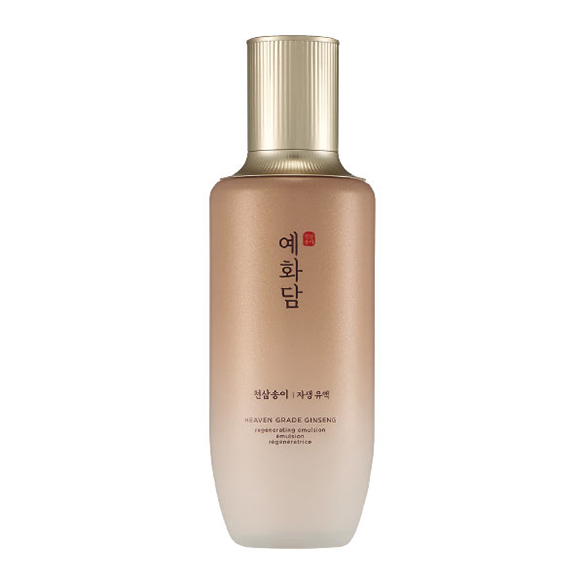 예화담
천삼송이 | 자생유액
HEAVEN GRADE GINSENG
regenerating emulsion
émulsion
régénératrice